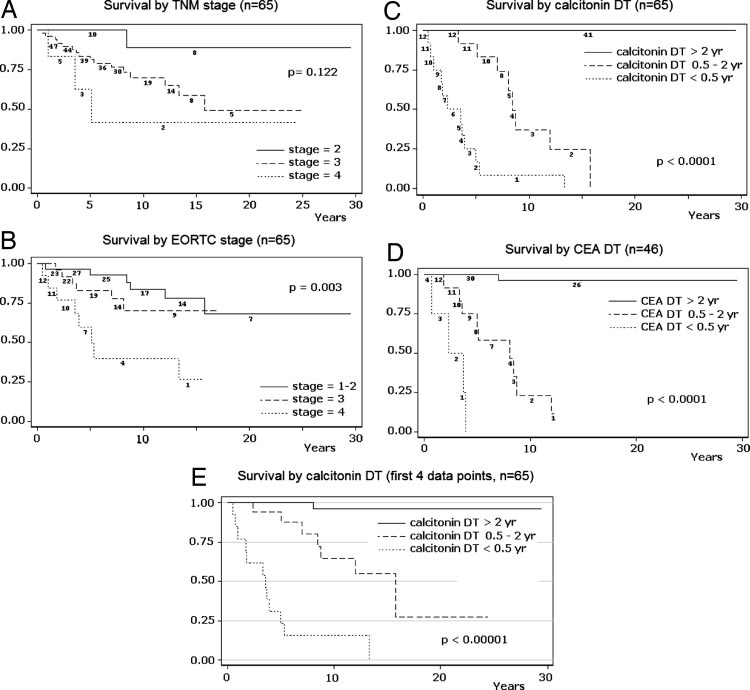 A
Survival by TNM stage (n=65)
1.00
0.75
0.50
0.25
0.00
10
8
47
44
39
36
30
19
14
8
5
5
3
2
p= 0.122
stage = 2
stage = 3
stage = 4
0 5 10 15 20 25 30
Years
B
Survival by EORTC stage (n=65)
1.00
0.75
0.50
0.25
0.00
27
25
17
14
7
23
22
19
14
9
12
11
10
7
4
1
p = 0.003
stage = 1-2
stage = 3
stage = 4
0 10 20 30
Years
C
Survival by calcitonin DT (n=65)
1.00
0.75
0.50
0.25
0.00
41
12
11
10
8
5
4
3
2
12
11
10
9
8
7
6
5
4
3
2
1
calcitonin DT > 2 yr
calcitonin DT 0.5 - 2 yr
calcitonin DT < 0.5 yr
p < 0.0001
0 10 20 30
Years
D
Survival by CEA DT (n=46)
1.00
0.75
0.50
0.25
0.00
30
26
12
11
10
9
8
7
4
3
2
1
4
3
2
1
CEA DT > 2 yr
CEA DT 0.5 - 2 yr
CEA DT < 0.5 yr
p < 0.0001
0 10 20 30
Years
E
Survival by calcitonin DT (first 4 data points, n=65)
1.00
0.75
0.50
0.25
0.00
calcitonin DT > 2 yr
calcitonin DT 0.5 - 2 yr
calcitonin DT < 0.5 yr
p < 0.00001
0 10 20 30
Years